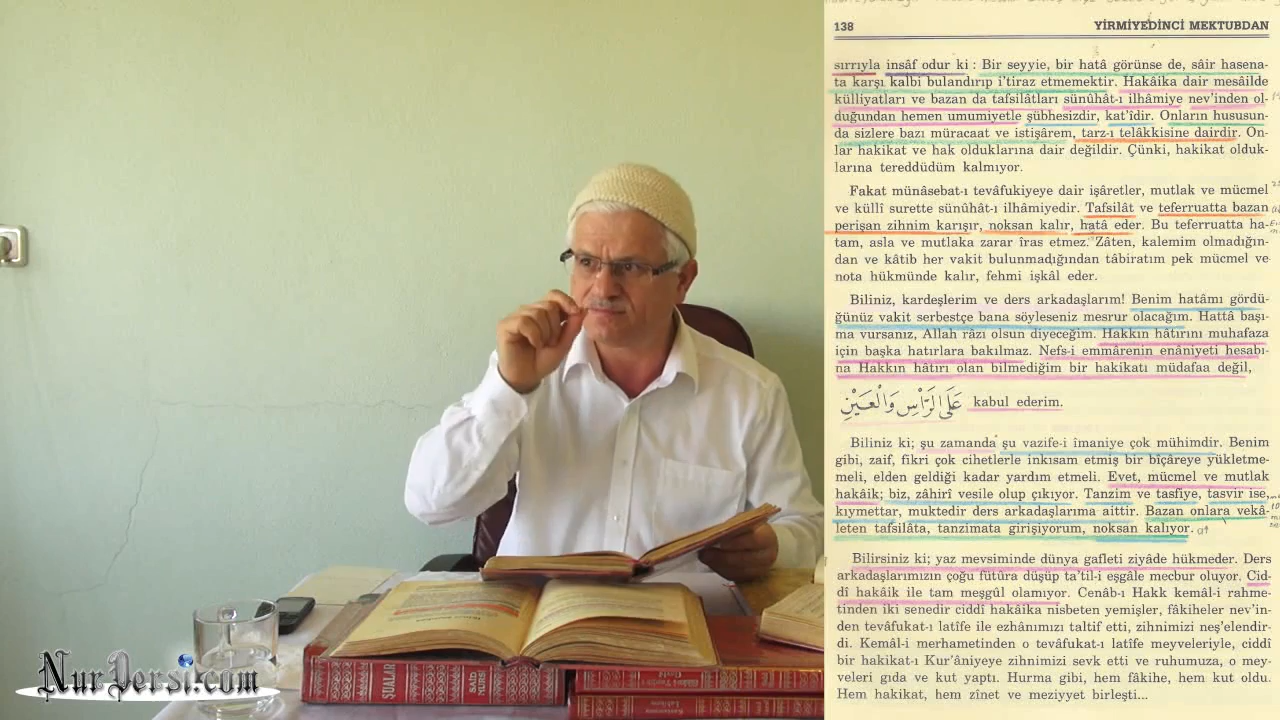 138 YİRMİYEDİNCİ MEKTUBDAN
sırrıyla insâf odur ki : Bir seyyie, bir hatâ görünse de, sâir hasena-
ta karşı kalbi bulandırıp i'tiraz etmemektir. Hakâika dair mesâilde
külliyatları ve bazan da tafsilâtları sünûhât-ı ilhâmiye nev'inden ol-
duğundan hemen umumiyetle şübhesizdir, kat'îdir. Onların hususun-
da sizlere bazı müracaat ve istişârem, tarz-ı telâkkisine dairdir. On-
lar hakikat ve hak olduklarına dair değildir. Çünki, hakikat olduk-
larına tereddüdüm kalmıyor.
Fakat münâsebat-ı tevâfukiyeye dair işâretler, mutlak ve mücmel
ve küllî surette sünûhât-ı ilhâmiyedir. Tafsilât ve teferruatta bazan
perişan zihnim karışır, noksan kalır, hatâ eder. Bu teferruatta ha-
tam, asla ve mutlaka zarar îras etmez. Zâten, kalemim olmadığın-
dan ve kâtib her vakit bulunmadığından tâbiratım pek mücmel ve
nota hükmünde kalır, fehmi işkâl eder.
Biliniz, kardeşlerim ve ders arkadaşlarım! Benim hatâmı gördü-
ğünüz vakit serbestçe bana söyleseniz mesrur olacağım. Hattâ başı-
ma vursanız, Allah râzı olsun diyeceğim. Hakkın hâtırını muhafaza
için başka hatırlara bakılmaz. Nefs-i emmârenin enâniyeti hesabı-
na Hakkın hâtırı olan bilmediğim bir hakikatı müdafaa değil,
عَلَى الرَّأْسِ وَالْعَيْنِ kabul ederim.
Biliniz ki; şu zamanda şu vazife-i îmaniye çok mühimdir. Benim
gibi, zaif, fikri çok cihetlerle inkısam etmiş bir bîçâreye yükletme-
meli, elden geldiği kadar yardım etmeli. Evet, mücmel ve mutlak
hakâik; biz, zâhirî vesile olup çıkıyor. Tanzim ve tasfiye, tasvir ise,
kıymettar, muktedir ders arkadaşlarıma aittir. Bazan onlara vekâ-
leten tafsilâta, tanzimata girişiyorum, noksan kalıyor.
Bilirsiniz ki; yaz mevsiminde dünya gafleti ziyâde hükmeder. Ders
arkadaşlarımızın çoğu fütûra düşüp ta'til-i eşgâle mecbur oluyor. Cid-
dî hakâik ile tam meşgûl olamıyor. Cenâb-ı Hakk kemâl-i rahme-
tinden iki senedir ciddî hakâika nisbeten yemişler, fâkiheler nev'in-
den tevâfukat-ı latîfe ile ezhânımızı taltif etti, zihnimizi neş'elendir-
di. Kemâl-i merhametinden o tevâfukat-ı latîfe meyveleriyle, ciddî
bir hakikat-ı Kur'âniyeye zihnimizi sevk etti ve ruhumuza, o mey-
veleri gıda ve kut yaptı. Hurma gibi, hem fâkihe, hem kut oldu.
Hem hakikat, hem zînet ve meziyyet birleşti...
ŞUALAR
SAİD NURSİ
NurDersi.com